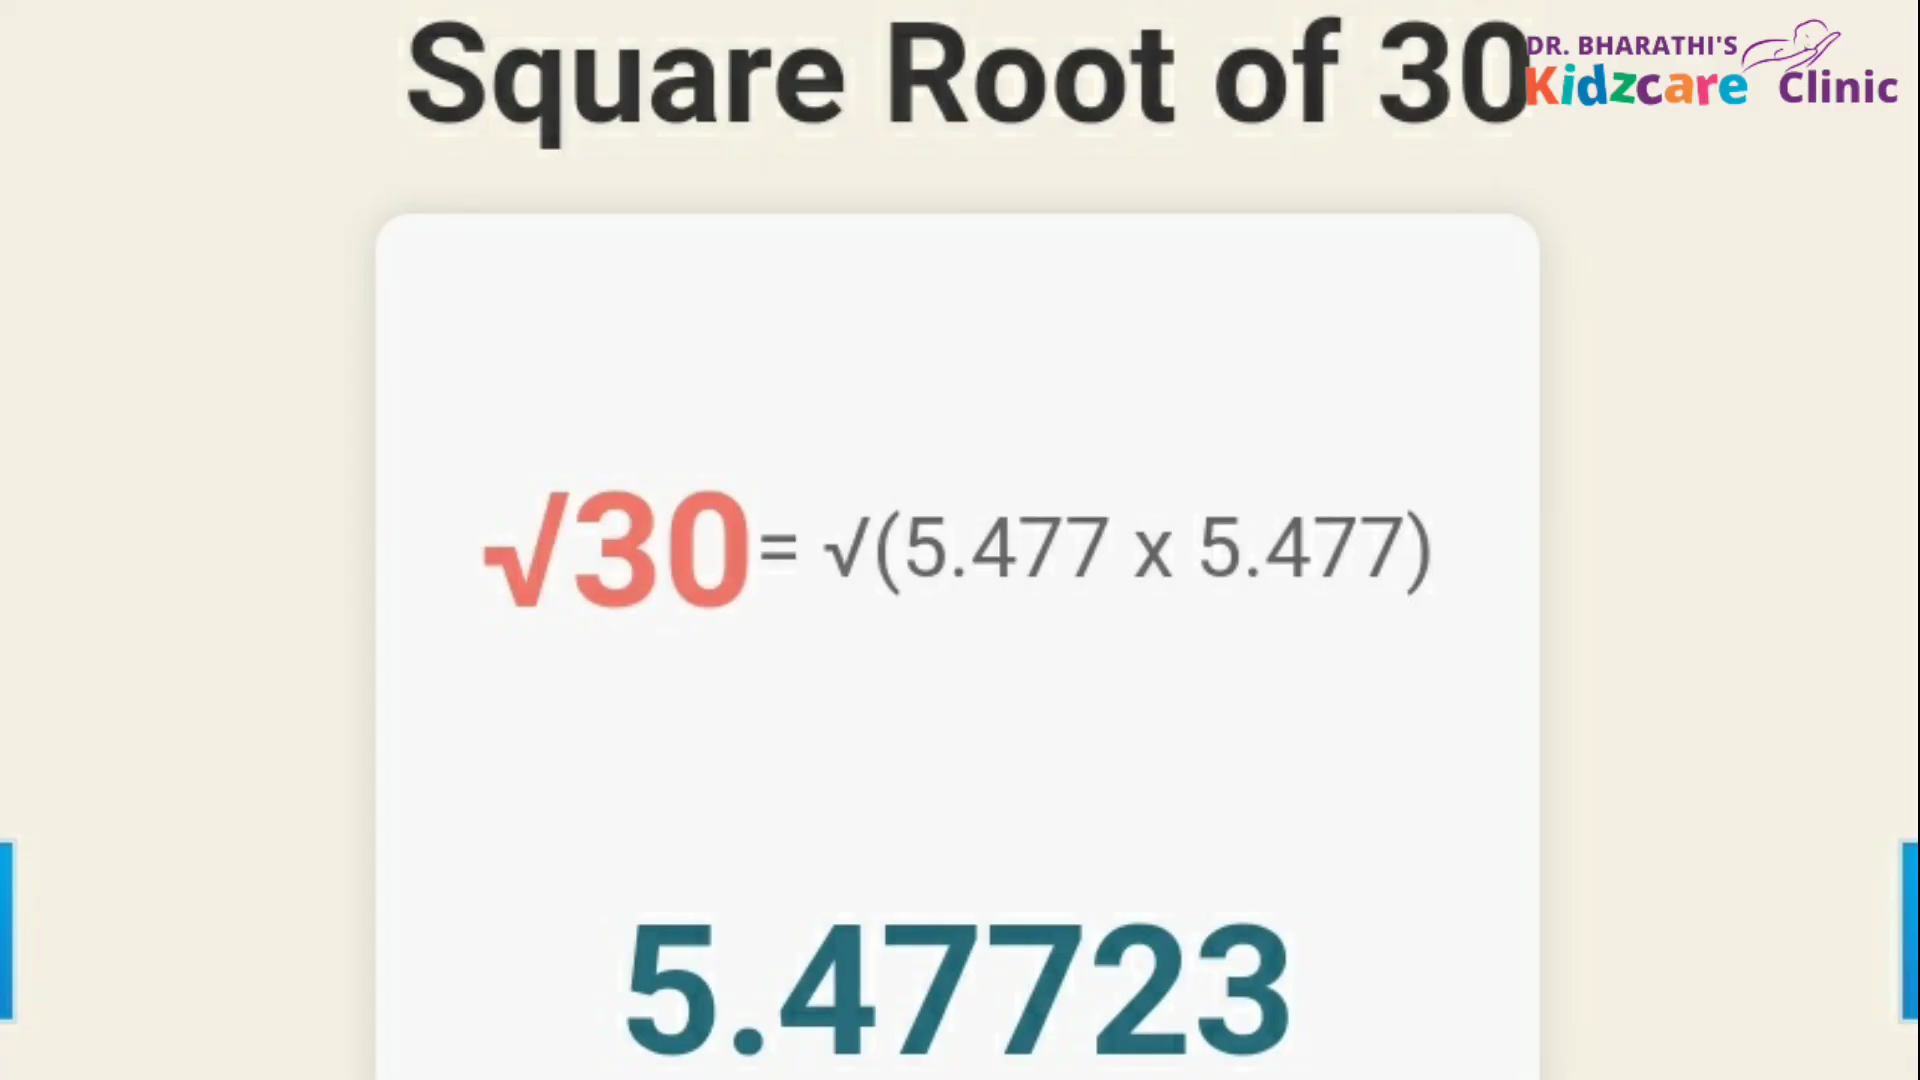 Square Root of 30
DR. BHARATHI'S
Kidzcare Clinic
√30 = √(5.477 x 5.477)
5.47723